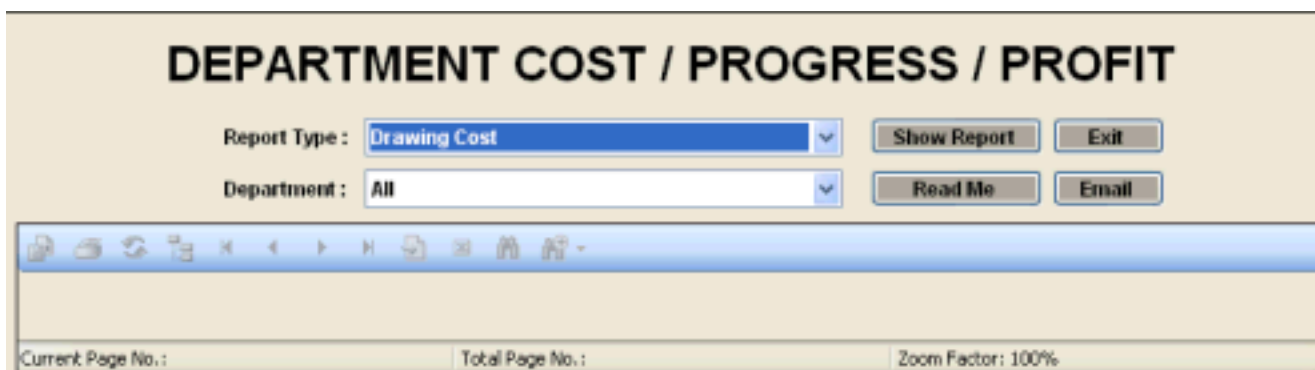 DEPARTMENT COST / PROGRESS / PROFIT
Report Type : Drawing Cost Show Report Exit
Department : All Read Me Email
Current Page No.: Total Page No.: Zoom Factor: 100%